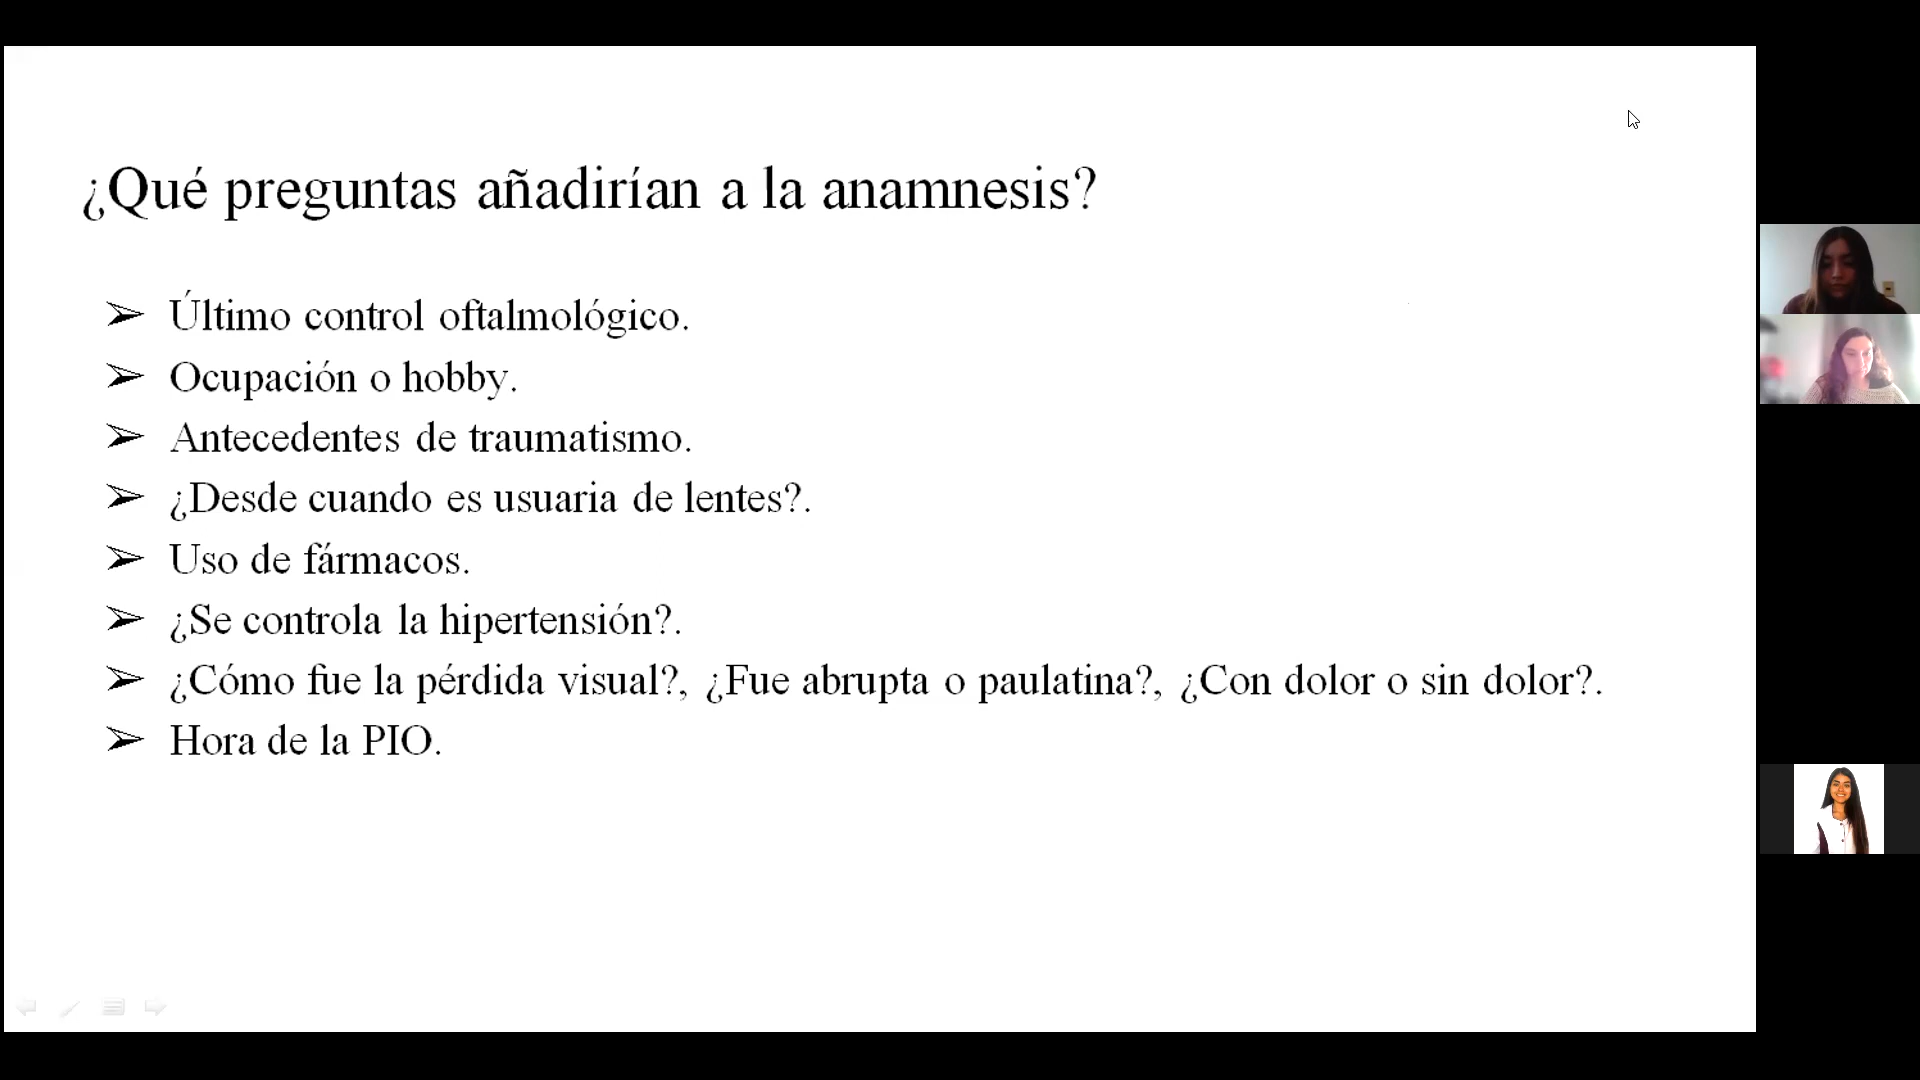 ¿Qué preguntas añadirían a la anamnesis?
➢ Último control oftalmológico.
➢ Ocupación o hobby.
➢ Antecedentes de traumatismo.
➢ ¿Desde cuando es usuaria de lentes?.
➢ Uso de fármacos.
➢ ¿Se controla la hipertensión?.
➢ ¿Cómo fue la pérdida visual?, ¿Fue abrupta o paulatina?, ¿Con dolor o sin dolor?.
➢ Hora de la PIO.